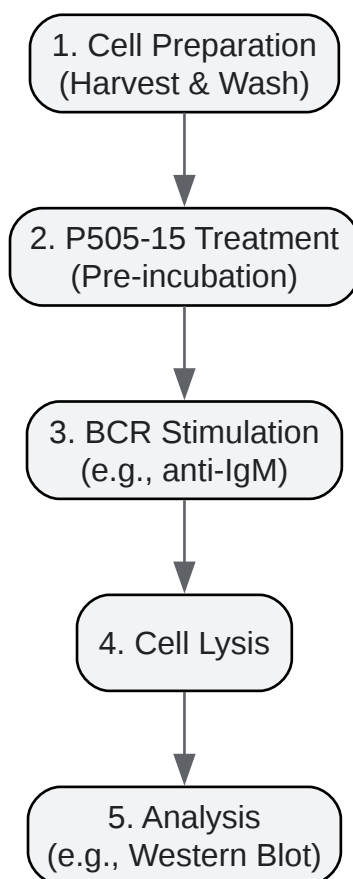 1. Cell Preparation
(Harvest & Wash)
2. P505-15 Treatment
(Pre-incubation)
3. BCR Stimulation
(e.g., anti-IgM)
4. Cell Lysis
5. Analysis
(e.g., Western Blot)